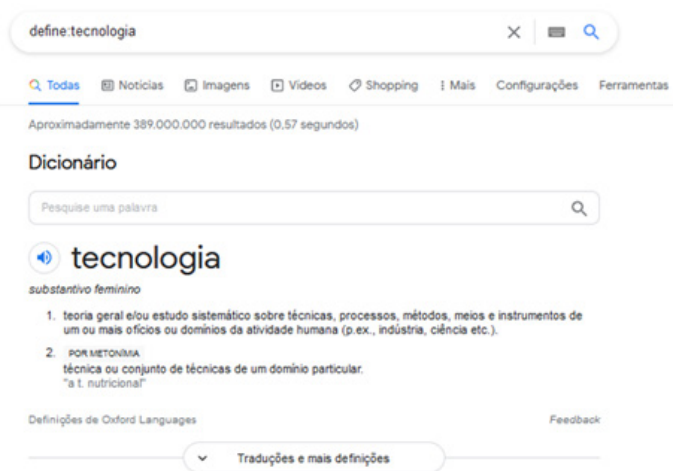 define:tecnologia
Todas Notícias Imagens Vídeos Shopping Mais Configurações Ferramentas
Aproximadamente 389.000.000 resultados (0,57 segundos)
Dicionário
Pesquise uma palavra
tecnologia
substantivo feminino
1. teoria geral e/ou estudo sistemático sobre técnicas, processos, métodos, meios e instrumentos de
um ou mais ofícios ou domínios da atividade humana (p.ex., indústria, ciência etc.).
2. POR METONÍMIA
técnica ou conjunto de técnicas de um domínio particular.
"a t. nutricional"
Definições de Oxford Languages Feedback
Traduções e mais definições